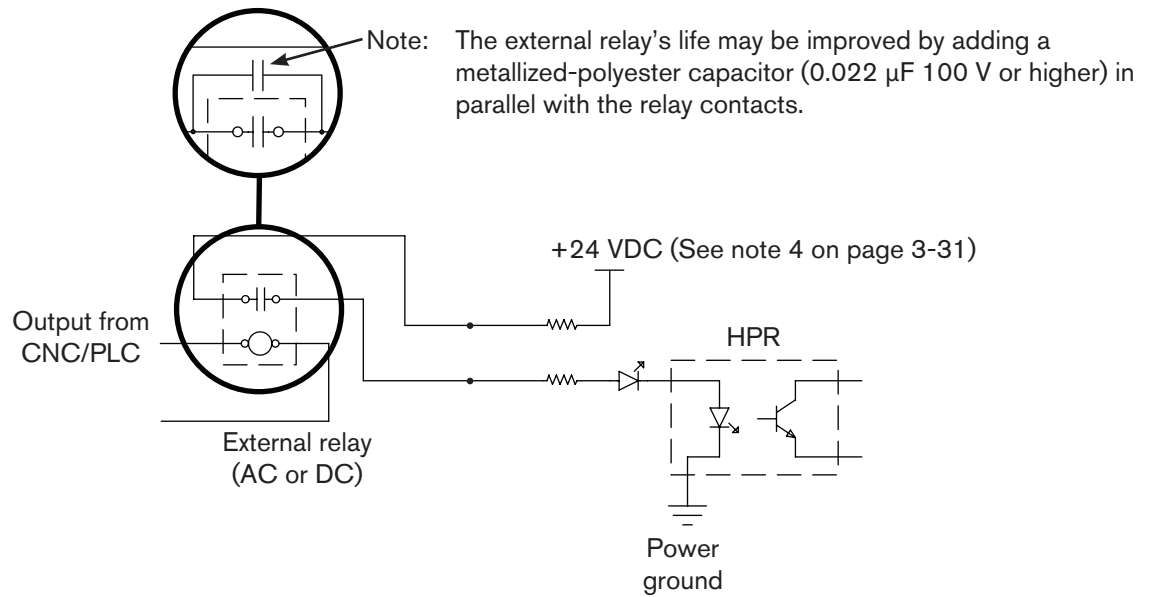 Note: The external relay's life may be improved by adding a
metallized-polyester capacitor (0.022 µF 100 V or higher) in
parallel with the relay contacts.
+24 VDC (See note 4 on page 3-31)
Output from
CNC/PLC
HPR
External relay
(AC or DC)
Power
ground